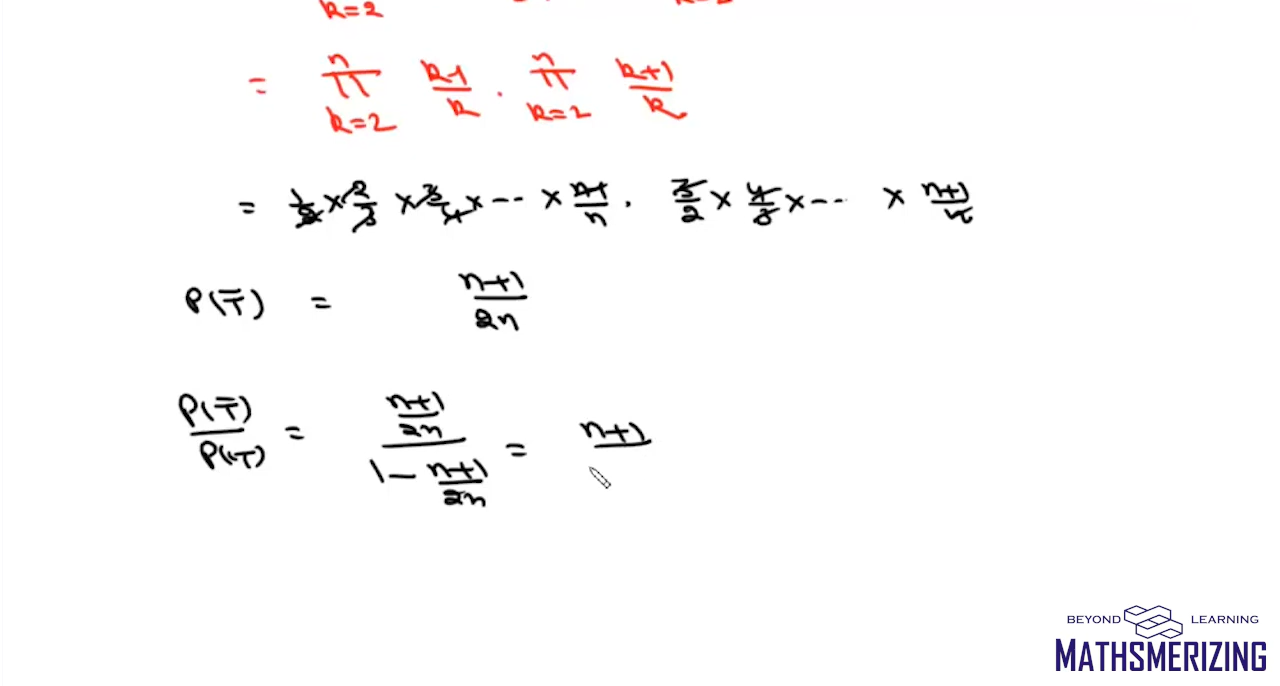 k=2
= n∏k=2 k-1/k . n∏k=2 k+1/k
= 1/2 × 2/3 × 3/4 × --- × n-1/n . 3/2 × 4/3 × --- × n+1/n
P(T̄) = n+1/2n
P(T̄)/P(T) = (n+1/2n)/(1 - n+1/2n) = n+1
BEYOND LEARNING
MATHSMERIZING